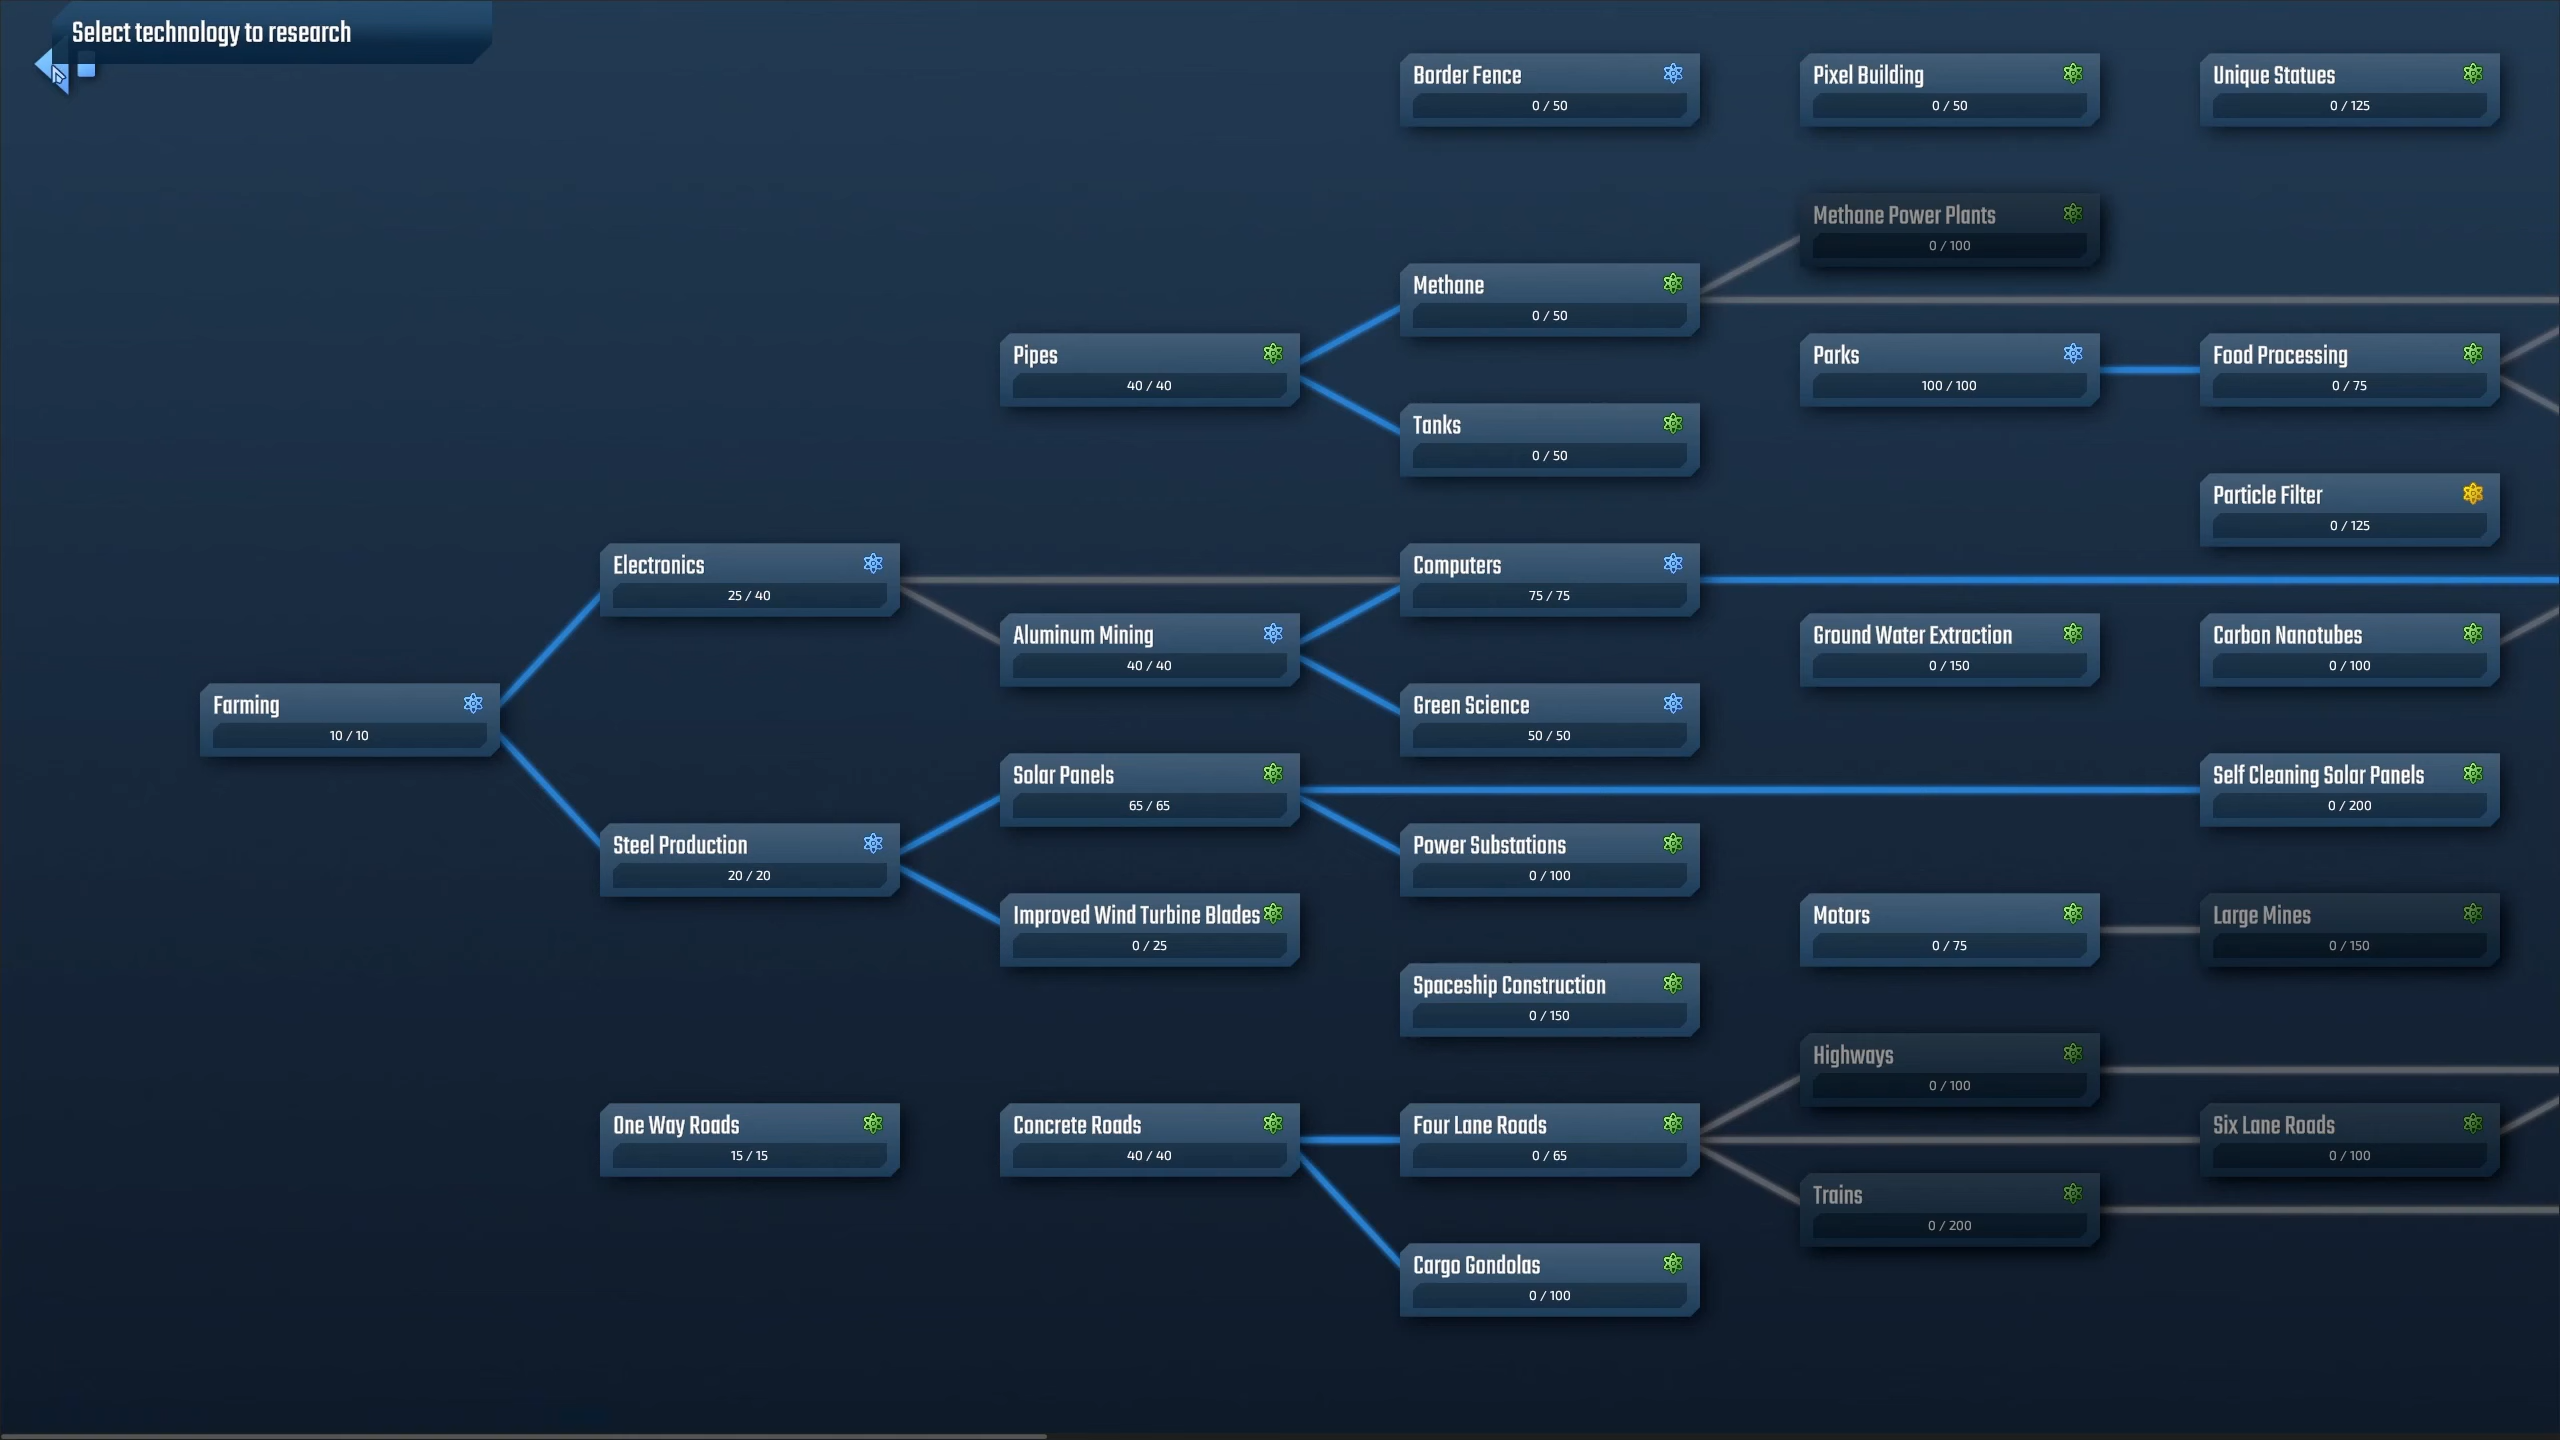 Select technology to research
Border Fence
0 / 50
Pixel Building
0 / 50
Unique Statues
0 / 125
Methane Power Plants
0 / 100
Methane
0 / 50
Pipes
40 / 40
Parks
100 / 100
Food Processing
0 / 75
Tanks
0 / 50
Particle Filter
0 / 125
Electronics
25 / 40
Computers
75 / 75
Aluminum Mining
40 / 40
Ground Water Extraction
0 / 150
Carbon Nanotubes
0 / 100
Farming
10 / 10
Green Science
50 / 50
Solar Panels
65 / 65
Self Cleaning Solar Panels
0 / 200
Steel Production
20 / 20
Power Substations
0 / 100
Improved Wind Turbine Blades
0 / 25
Motors
0 / 75
Large Mines
0 / 150
Spaceship Construction
0 / 150
Highways
0 / 100
One Way Roads
15 / 15
Concrete Roads
40 / 40
Four Lane Roads
0 / 65
Six Lane Roads
0 / 100
Trains
0 / 200
Cargo Gondolas
0 / 100